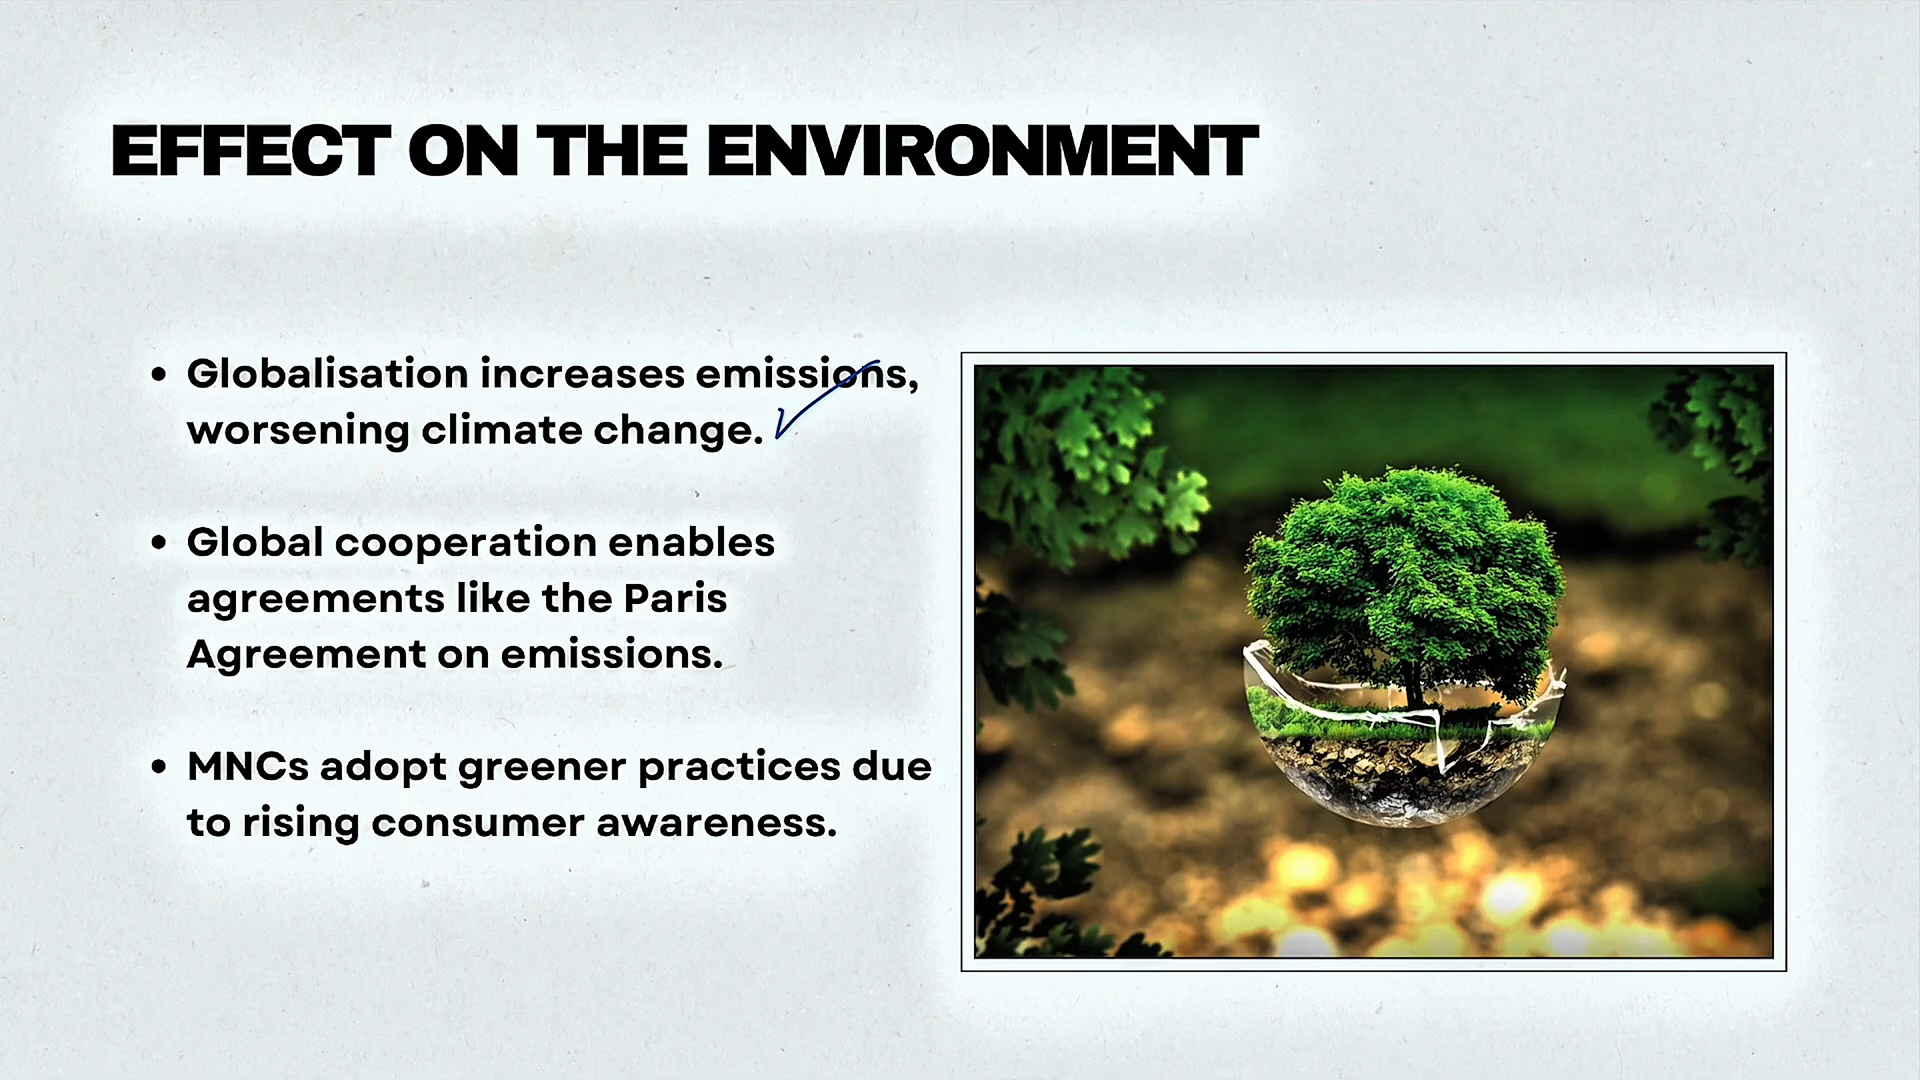 EFFECT ON THE ENVIRONMENT
• Globalisation increases emissions,
worsening climate change.
• Global cooperation enables
agreements like the Paris
Agreement on emissions.
• MNCs adopt greener practices due
to rising consumer awareness.